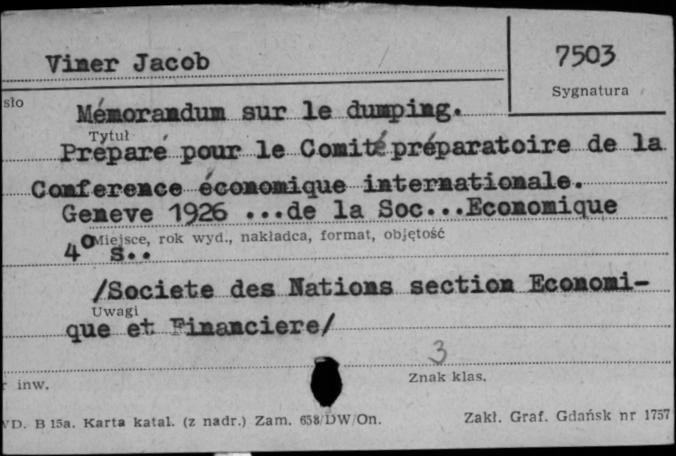 Viner Jacob
7503
Sygnatura
sło
Mémorandum sur le dumping.
Tytuł
Préparé pour le Comité préparatoire de la
Conference économique internationale.
Geneve 1926 ...de la Soc...Economique
Miejsce, rok wyd., nakładca, format, objętość
4° s..
/Societe des Nations section Economi-
Uwagi
que et Financiere/
3
r inw.
Znak klas.
VD. B 15a. Karta katal. (z nadr.) Zam. 658/DW/On.
Zakł. Graf. Gdańsk nr 1757